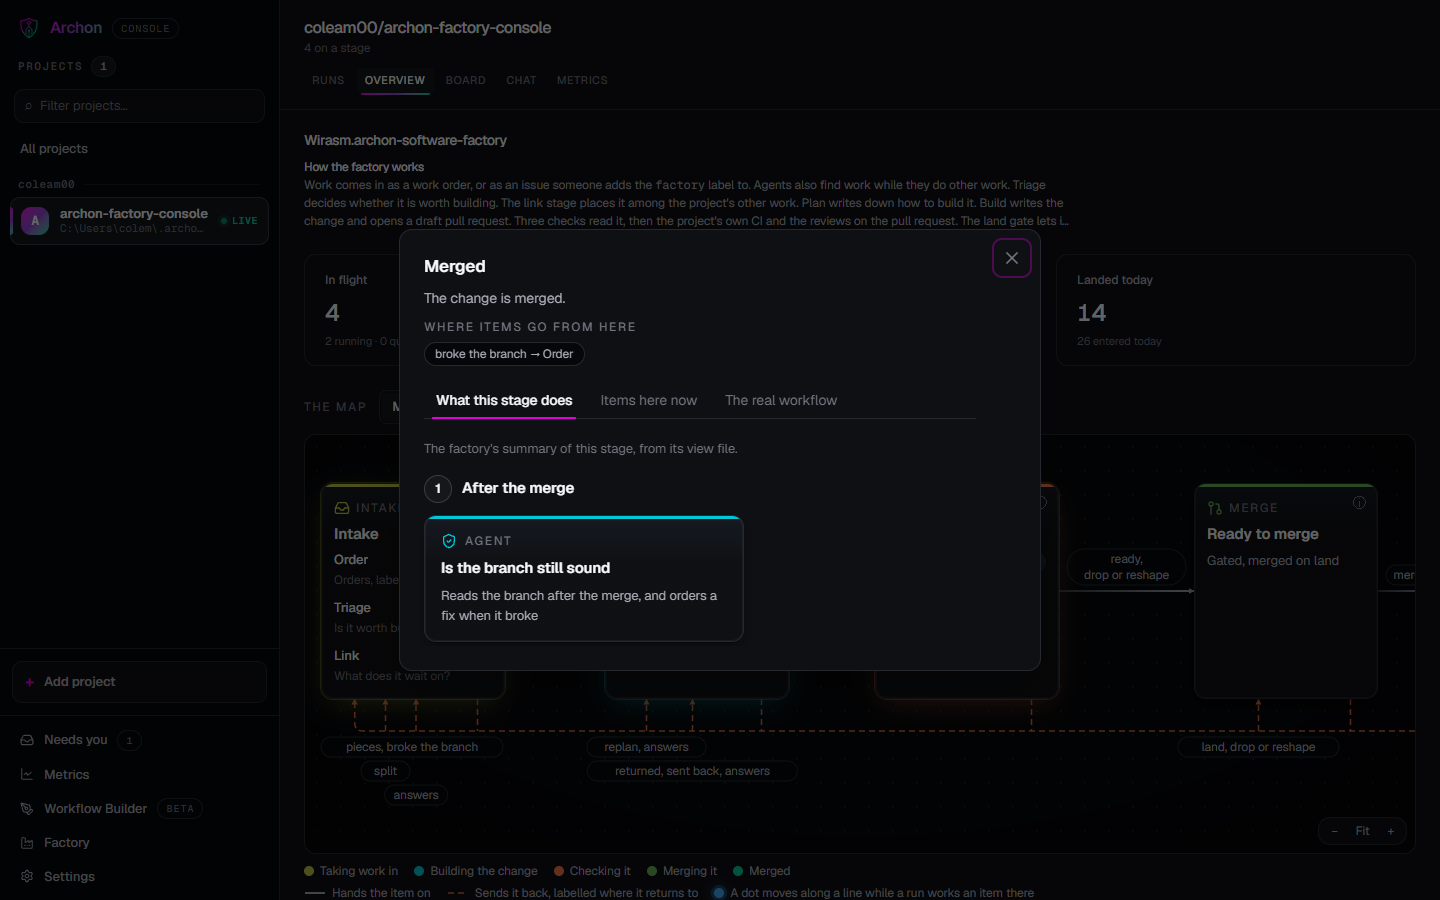 Archon CONSOLE
PROJECTS 1
Filter projects...
All projects
coleam00
A archon-factory-console LIVE
C:\Users\colem\.archo...
Add project
Needs you 1
Metrics
Workflow Builder BETA
Factory
Settings
coleam00/archon-factory-console
4 on a stage
RUNS OVERVIEW BOARD CHAT METRICS
Wirasm.archon-software-factory
How the factory works
Work comes in as a work order, or as an issue someone adds the factory label to. Agents also find work while they do other work. Triage
decides whether it is worth building. The link stage places it among the project's other work. Plan writes down how to build it. Build writes the
change and opens a draft pull request. Three checks read it, then the project's own CI and the reviews on the pull request. The land gate lets i...
In flight
4
2 running · 0 qu
Landed today
14
26 entered today
THE MAP M
Merged
The change is merged.
WHERE ITEMS GO FROM HERE
broke the branch → Order
What this stage does Items here now The real workflow
The factory's summary of this stage, from its view file.
1 After the merge
AGENT
Is the branch still sound
Reads the branch after the merge, and orders a
fix when it broke
INTAK
Intake
Order
Orders, labe
Triage
Is it worth b
Link
What does it wait on?
ready,
drop or reshape
MERGE
Ready to merge
Gated, merged on land
mer
pieces, broke the branch
split
answers
replan, answers
returned, sent back, answers
land, drop or reshape
− Fit +
Taking work in Building the change Checking it Merging it Merged
Hands the item on Sends it back, labelled where it returns to A dot moves along a line while a run works an item there